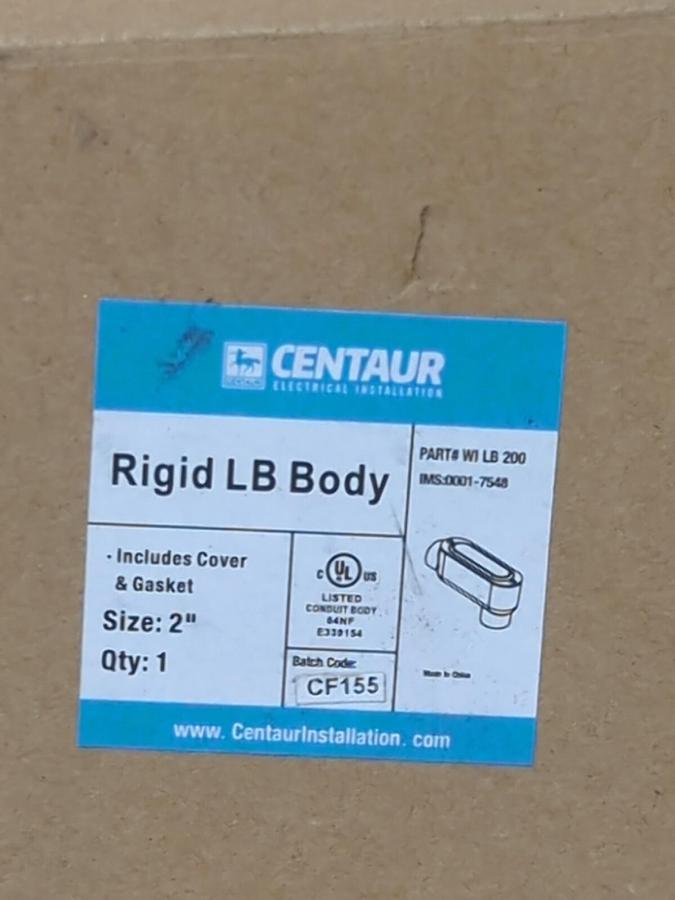 CENTAUR
ELECTRICAL INSTALLATION
Rigid LB Body
PART# WI LB 200
IMS:0001-7548
· Includes Cover
& Gasket
Size: 2"
Qty: 1
C UL US
LISTED
CONDUIT BODY
64NF
E339154
Batch Code:
CF155
Made In China
www. CentaurInstallation. com